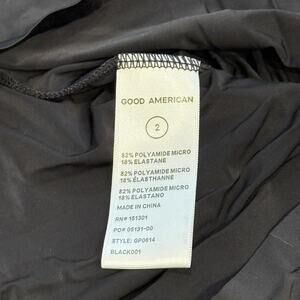 GOOD AMERICAN
2
82% POLYAMIDE MICRO
18% ELASTANE
82% POLYAMIDE MICRO
18% ÉLASTHANNE
82% POLYAMIDE MICRO
18% ELASTANO
MADE IN CHINA
RN# 151301
PO# 05131-00
STYLE: GP0614
BLACK001